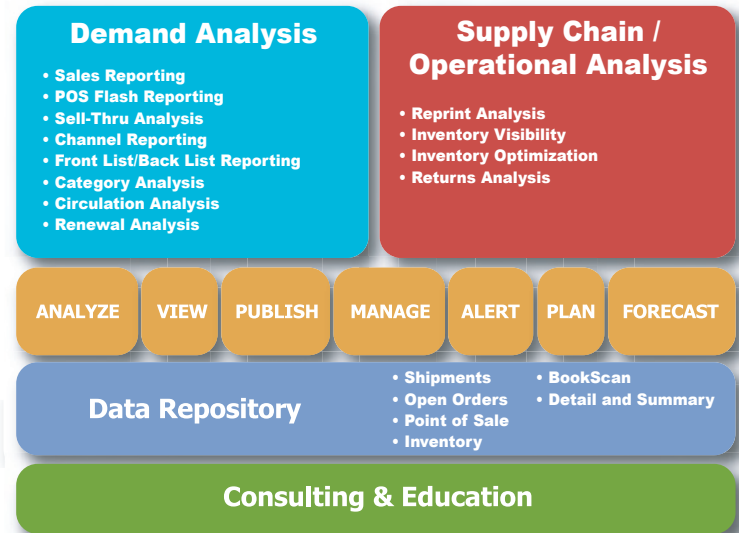 Demand Analysis
• Sales Reporting
• POS Flash Reporting
• Sell-Thru Analysis
• Channel Reporting
• Front List/Back List Reporting
• Category Analysis
• Circulation Analysis
• Renewal Analysis
Supply Chain /
Operational Analysis
• Reprint Analysis
• Inventory Visibility
• Inventory Optimization
• Returns Analysis
ANALYZE VIEW PUBLISH MANAGE ALERT PLAN FORECAST
Data Repository
• Shipments
• Open Orders
• Point of Sale
• Inventory
• BookScan
• Detail and Summary
Consulting & Education